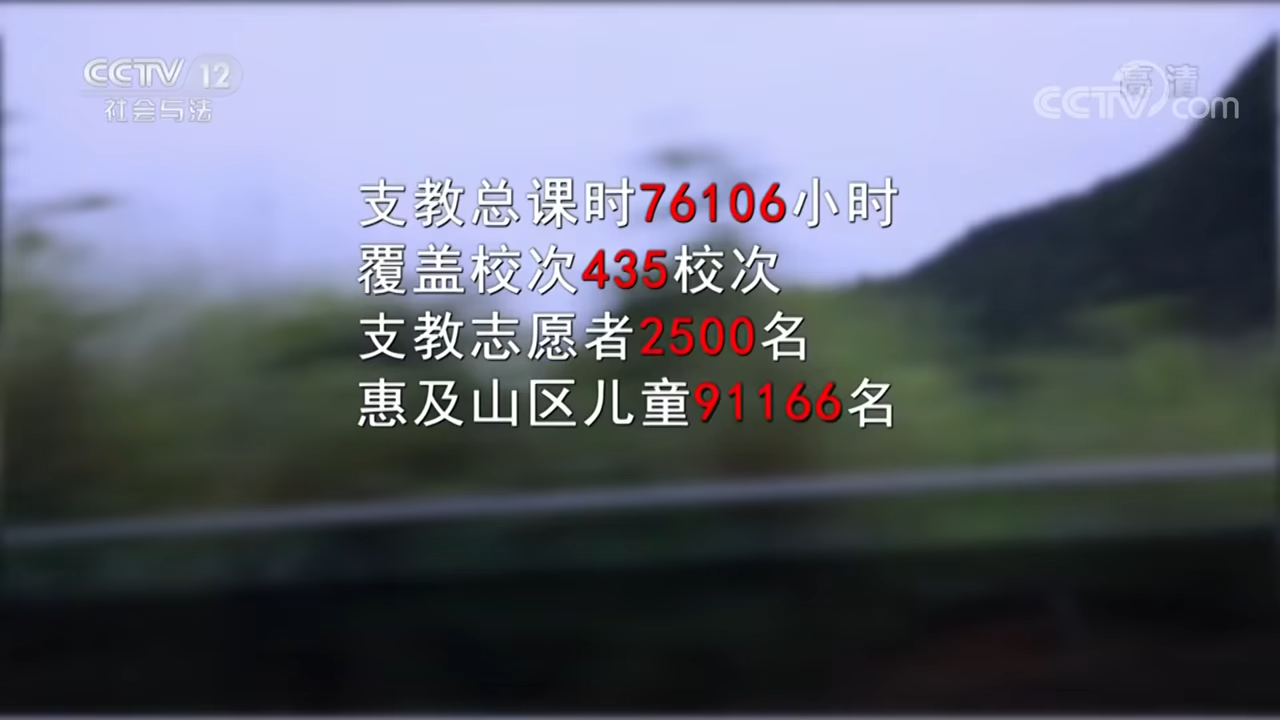 CCTV 12
社会与法
高清
CCTV.com
支教总课时76106小时
覆盖校次435校次
支教志愿者2500名
惠及山区儿童91166名